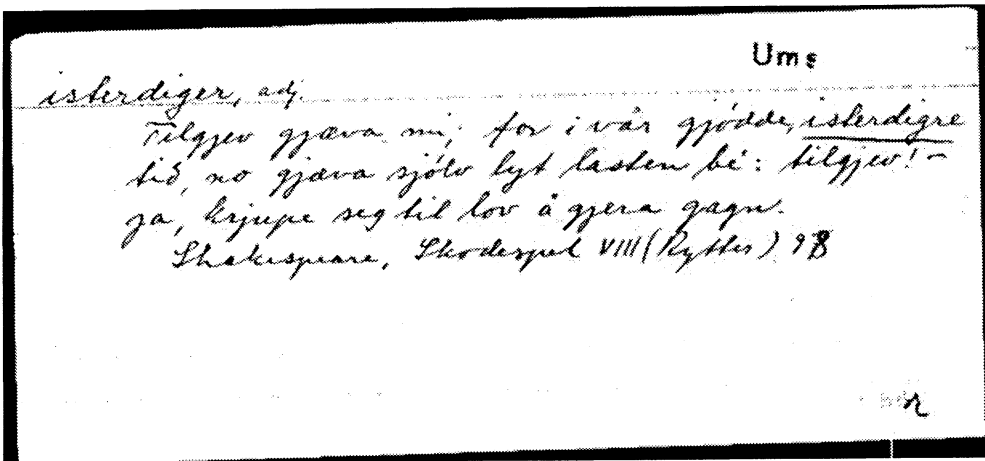 Ums
isterdiger, adj.
Tilgjev gjæva mi; for i vår gjødde, isterdigre
tid, no gjæva sjølv lyt lasten bé: tilgjev! –
ja, krjupe seg til lov å gjera gagn.
Shakespeare, Skodespel VIII (Rytter) 98